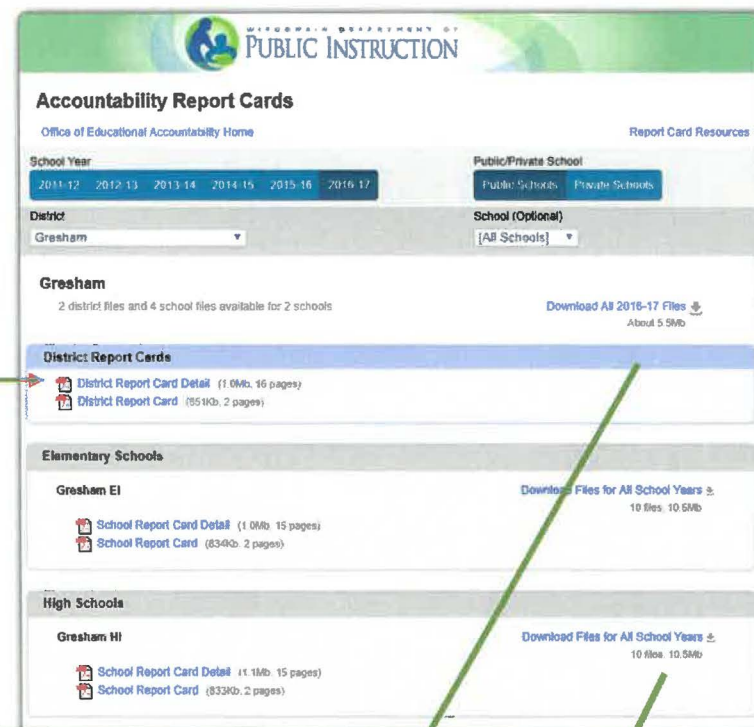 WISCONSIN DEPARTMENT OF
PUBLIC INSTRUCTION
Accountability Report Cards
Office of Educational Accountability Home
Report Card Resources
School Year
Public/Private School
2011-12 2012-13 2013-14 2014-15 2015-16 2016-17
Public Schools Private Schools
District
School (Optional)
Gresham
[All Schools]
Gresham
2 district files and 4 school files available for 2 schools
Download All 2016-17 Files
About 5.5Mb
District Report Cards
District Report Card Detail (1.0Mb, 16 pages)
District Report Card (851Kb, 2 pages)
Elementary Schools
Gresham El
Download Files for All School Years
10 files, 10.5Mb
School Report Card Detail (1.0Mb, 15 pages)
School Report Card (834Kb, 2 pages)
High Schools
Gresham HI
Download Files for All School Years
10 files, 10.5Mb
School Report Card Detail (1.1Mb, 15 pages)
School Report Card (833Kb, 2 pages)